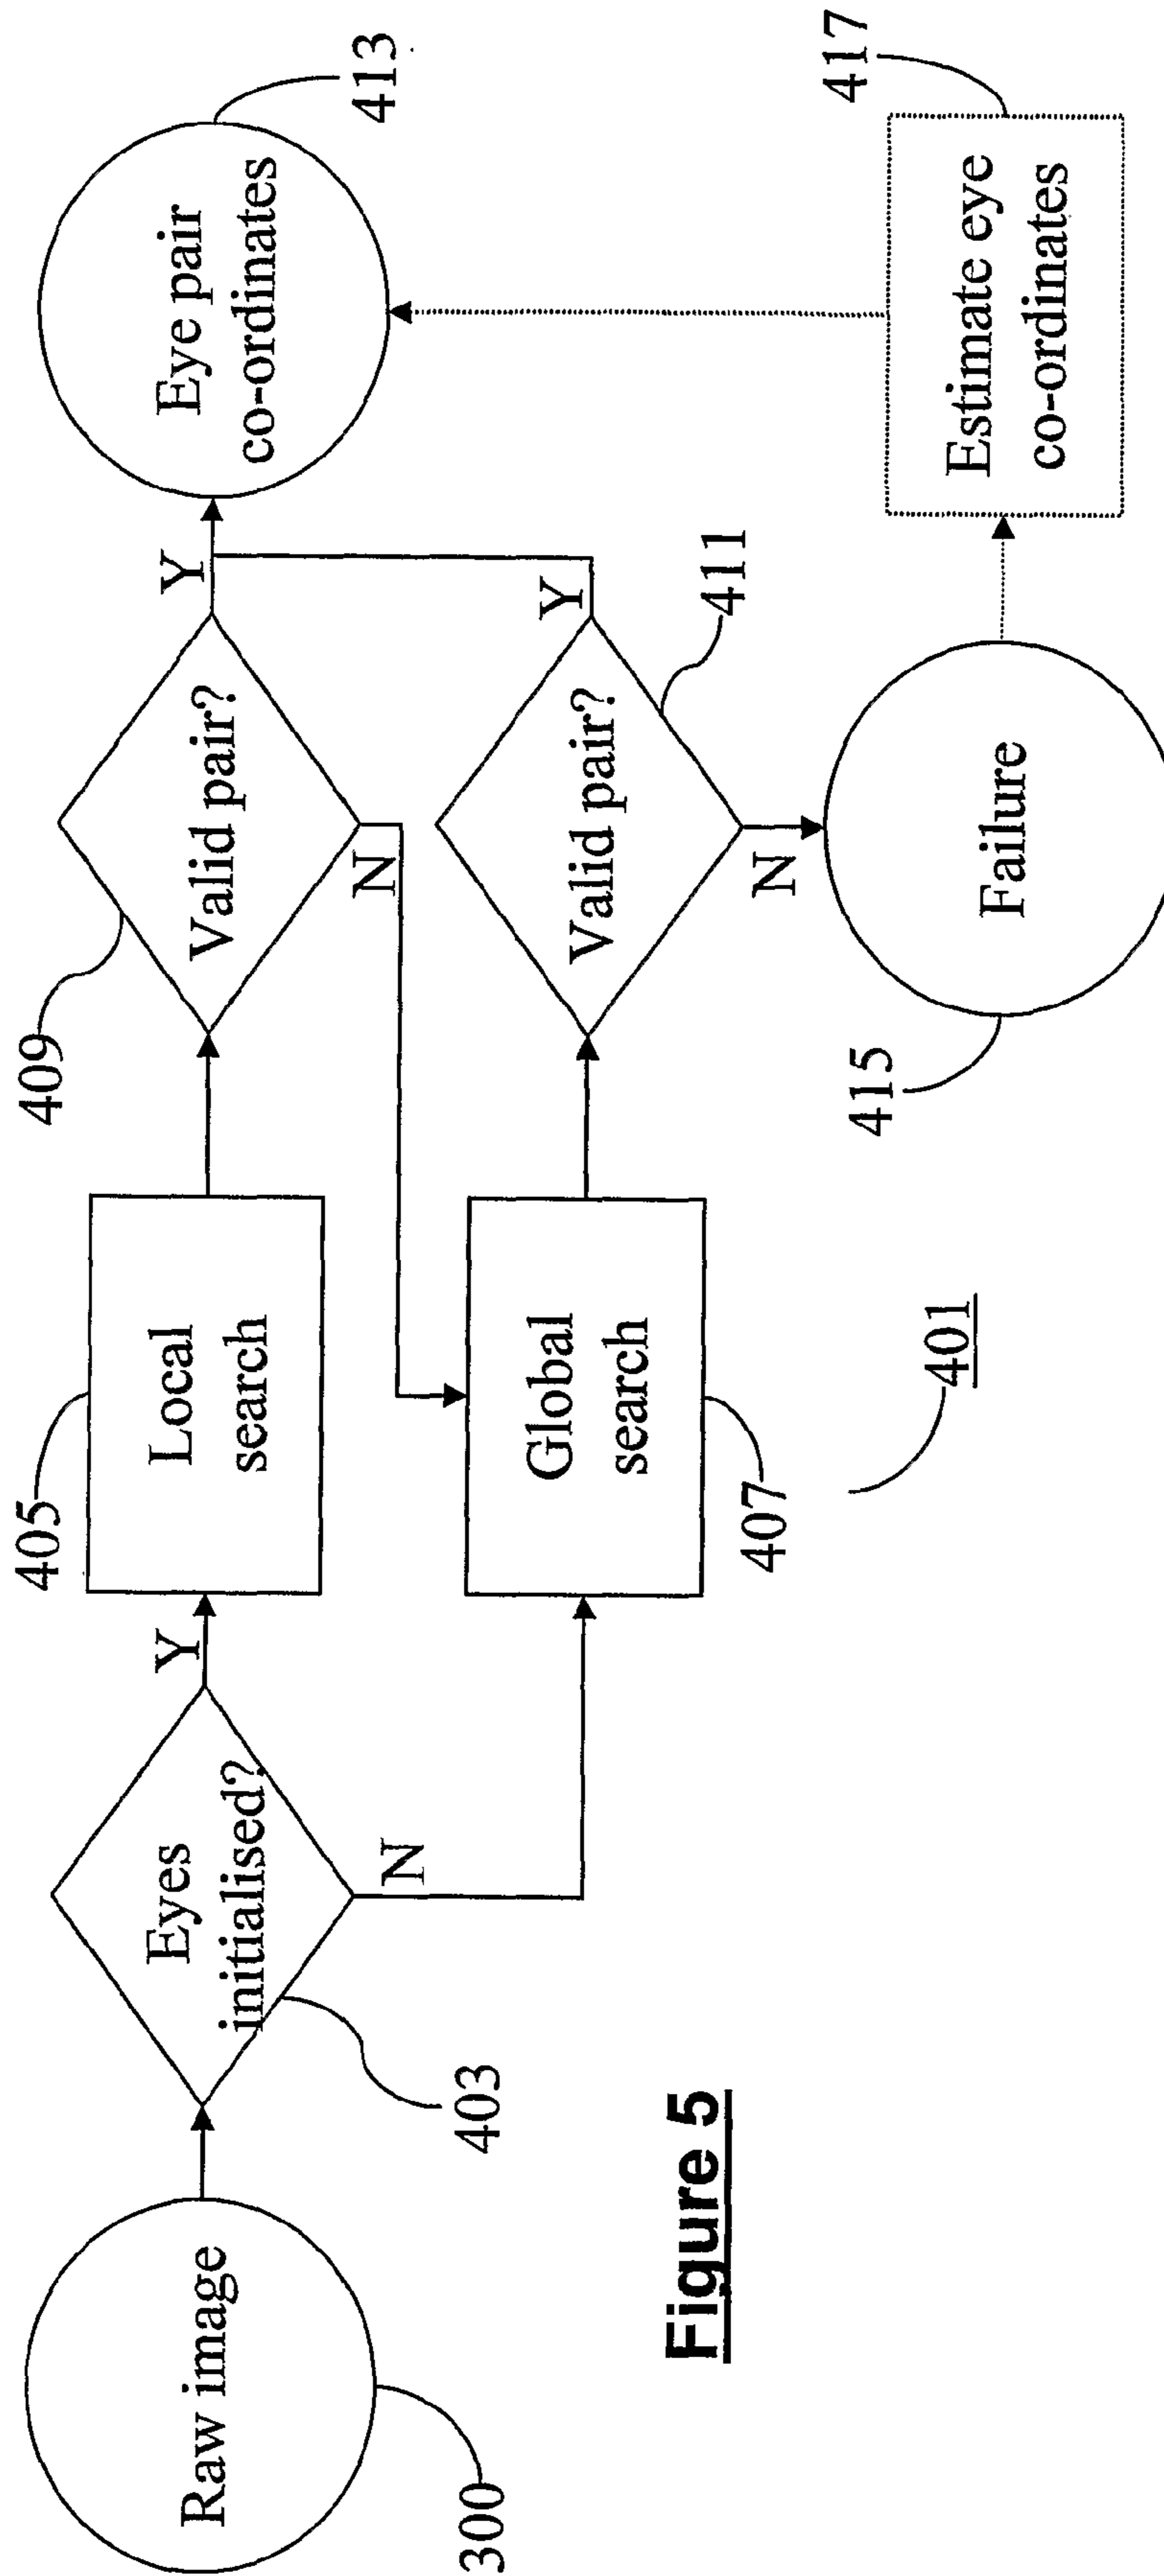 Raw image
300
Eyes
initialised?
403
Y
N
Local
search
405
Global
search
407
401
Valid pair?
409
Y
N
Valid pair?
411
Y
N
Eye pair
co-ordinates
413
Failure
415
Estimate eye
co-ordinates
417
Figure 5